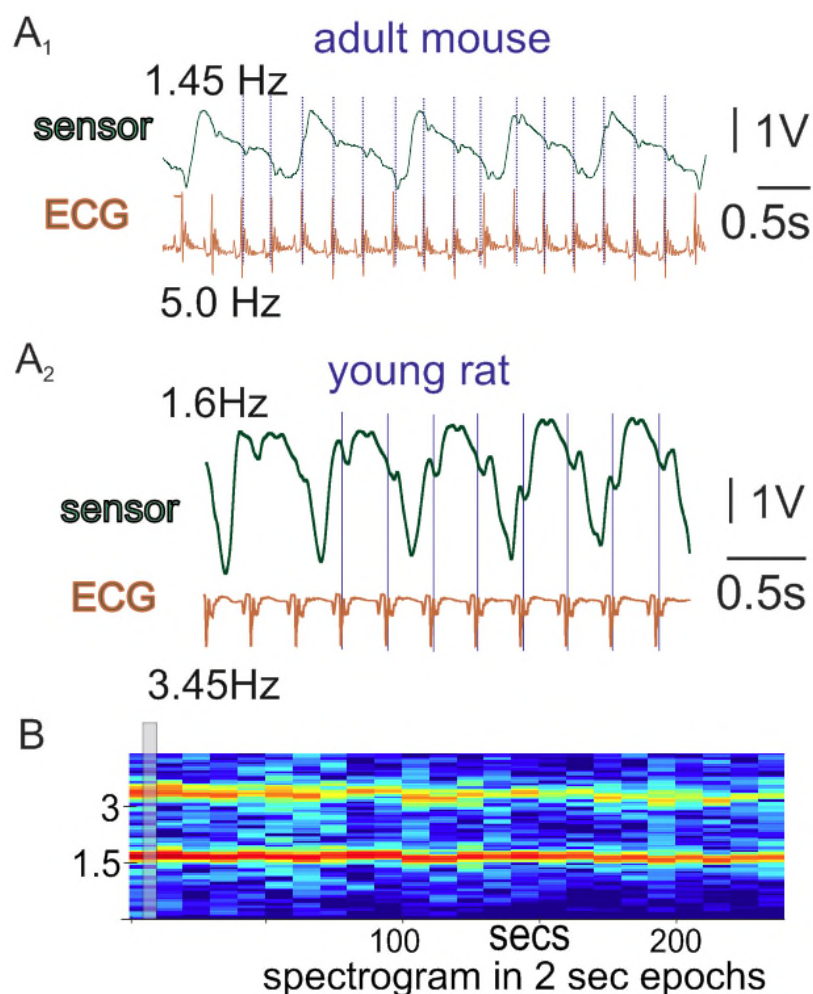 A1
adult mouse
1.45 Hz
sensor
1V
ECG
0.5s
5.0 Hz
A2
young rat
1.6Hz
sensor
1V
ECG
0.5s
3.45Hz
B
3
1.5
100 secs 200
spectrogram in 2 sec epochs